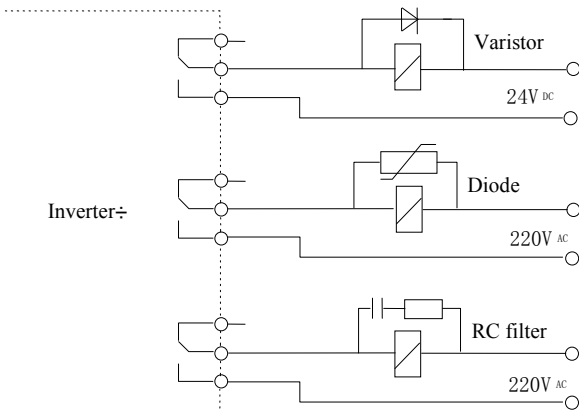 Varistor
24V DC
Diode
Inverter÷
220V AC
RC filter
220V AC